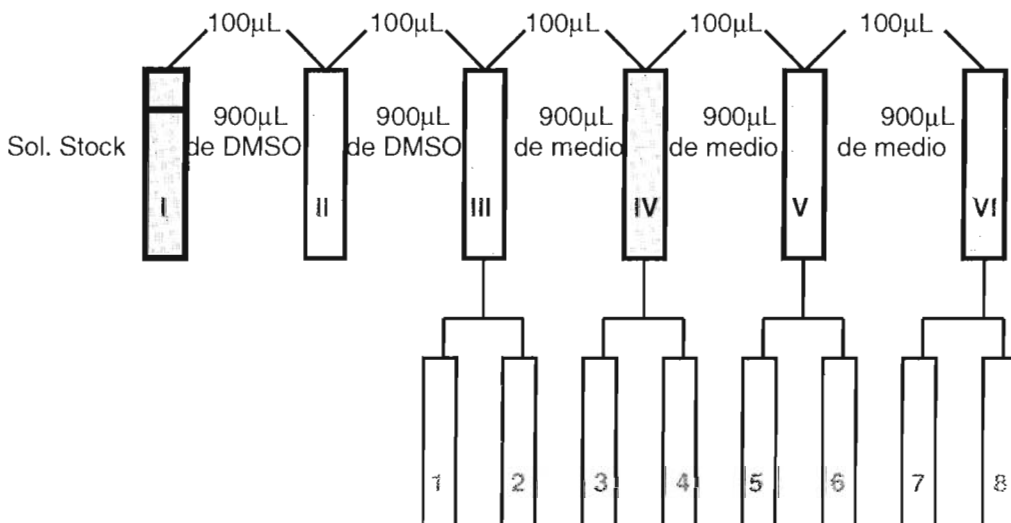 100µL 100µL 100µL 100µL 100µL
900µL 900µL 900µL 900µL 900µL
Sol. Stock de DMSO de DMSO de medio de medio de medio
I II III IV V VI
1 2 3 4 5 6 7 8